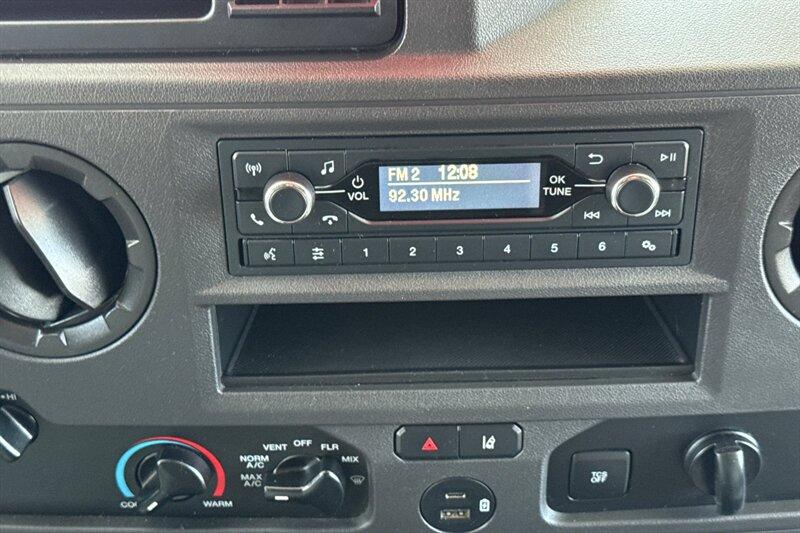 FM 2 12:08
92.30 MHz
VOL
OK
TUNE
1 2 3 4 5 6
HI
VENT OFF FLR
NORM
A/C
MIX
MAX
A/C
WARM
TCS
OFF